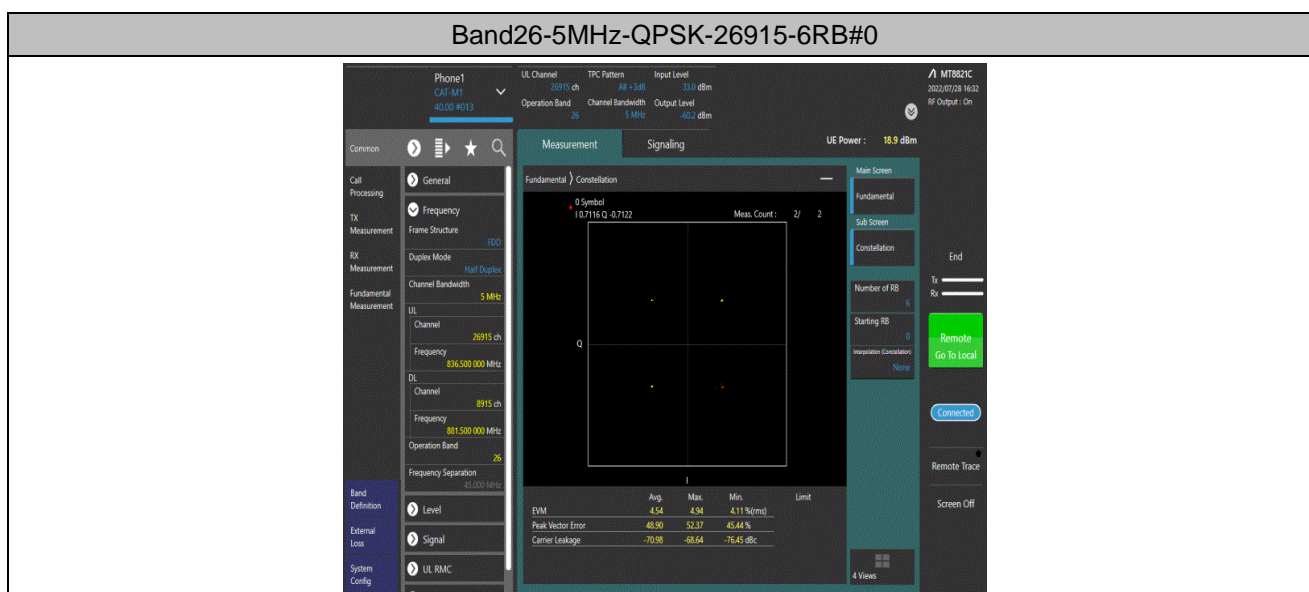 Band26-5MHz-QPSK-26915-6RB#0
Phone1
CAT-M1
40.00 #013
UL Channel
26915 ch
TPC Pattern
All +3dB
Input Level
33.0 dBm
Operation Band
26
Channel Bandwidth
5 MHz
Output Level
-60.2 dBm
MT8821C
2022/07/28 16:32
RF Output : On
Common
Measurement
Signaling
UE Power : 18.9 dBm
Call
Processing
TX
Measurement
RX
Measurement
Fundamental
Measurement
Band
Definition
External
Loss
System
Config
General
Frequency
Frame Structure
FDD
Duplex Mode
Half Duplex
Channel Bandwidth
5 MHz
UL
Channel
26915 ch
Frequency
836.500 000 MHz
DL
Channel
8915 ch
Frequency
881.500 000 MHz
Operation Band
26
Frequency Separation
45.000 MHz
Level
Signal
UL RMC
Fundamental 〉 Constellation
0 Symbol
I 0.7116 Q -0.7122
Meas. Count : 2/ 2
Q
I
Avg. Max. Min. Limit
EVM 4.54 4.94 4.11 %(rms)
Peak Vector Error 48.90 52.37 45.44 %
Carrier Leakage -70.98 -68.64 -76.45 dBc
Main Screen
Fundamental
Sub Screen
Constellation
Number of RB
6
Starting RB
0
Interpolation (Constellation)
None
4 Views
End
Tx
Rx
Remote
Go To Local
Connected
Remote Trace
Screen Off